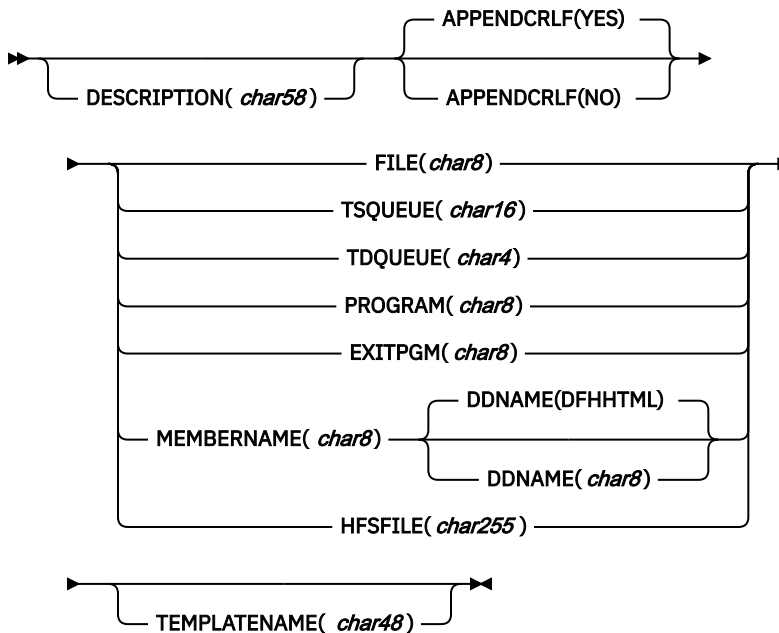 APPENDCRLF(YES)
DESCRIPTION( char58)
APPENDCRLF(NO)
FILE(char8)
TSQUEUE( char16)
TDQUEUE( char4)
PROGRAM(char8)
EXITPGM(char8)
DDNAME(DFHHTML)
MEMBERNAME( char8)
DDNAME( char8)
HFSFILE(char255)
TEMPLATENAME( char48)